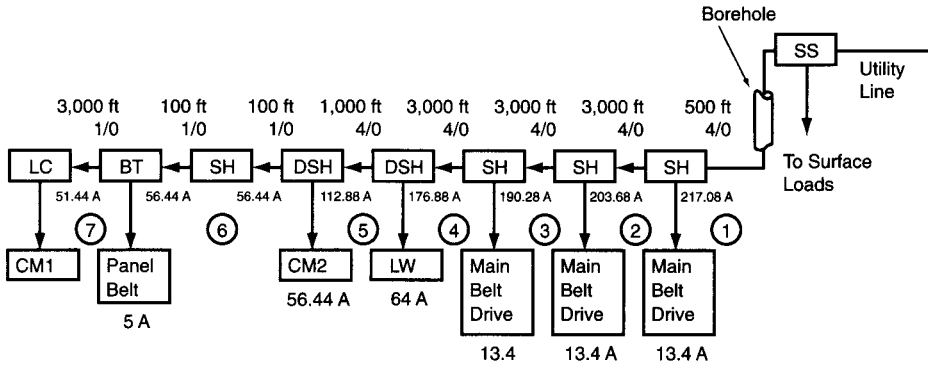 Borehole
SS
Utility
Line
3,000 ft 100 ft 100 ft 1,000 ft 3,000 ft 3,000 ft 3,000 ft 500 ft
1/0 1/0 1/0 4/0 4/0 4/0 4/0 4/0
To Surface
Loads
LC BT SH DSH DSH SH SH SH
51.44 A 56.44 A 56.44 A 112.88 A 176.88 A 190.28 A 203.68 A 217.08 A
7 6 5 4 3 2 1
CM1 Panel Belt CM2 LW Main Belt Drive Main Belt Drive Main Belt Drive
5 A 56.44 A 64 A 13.4 13.4 A 13.4 A